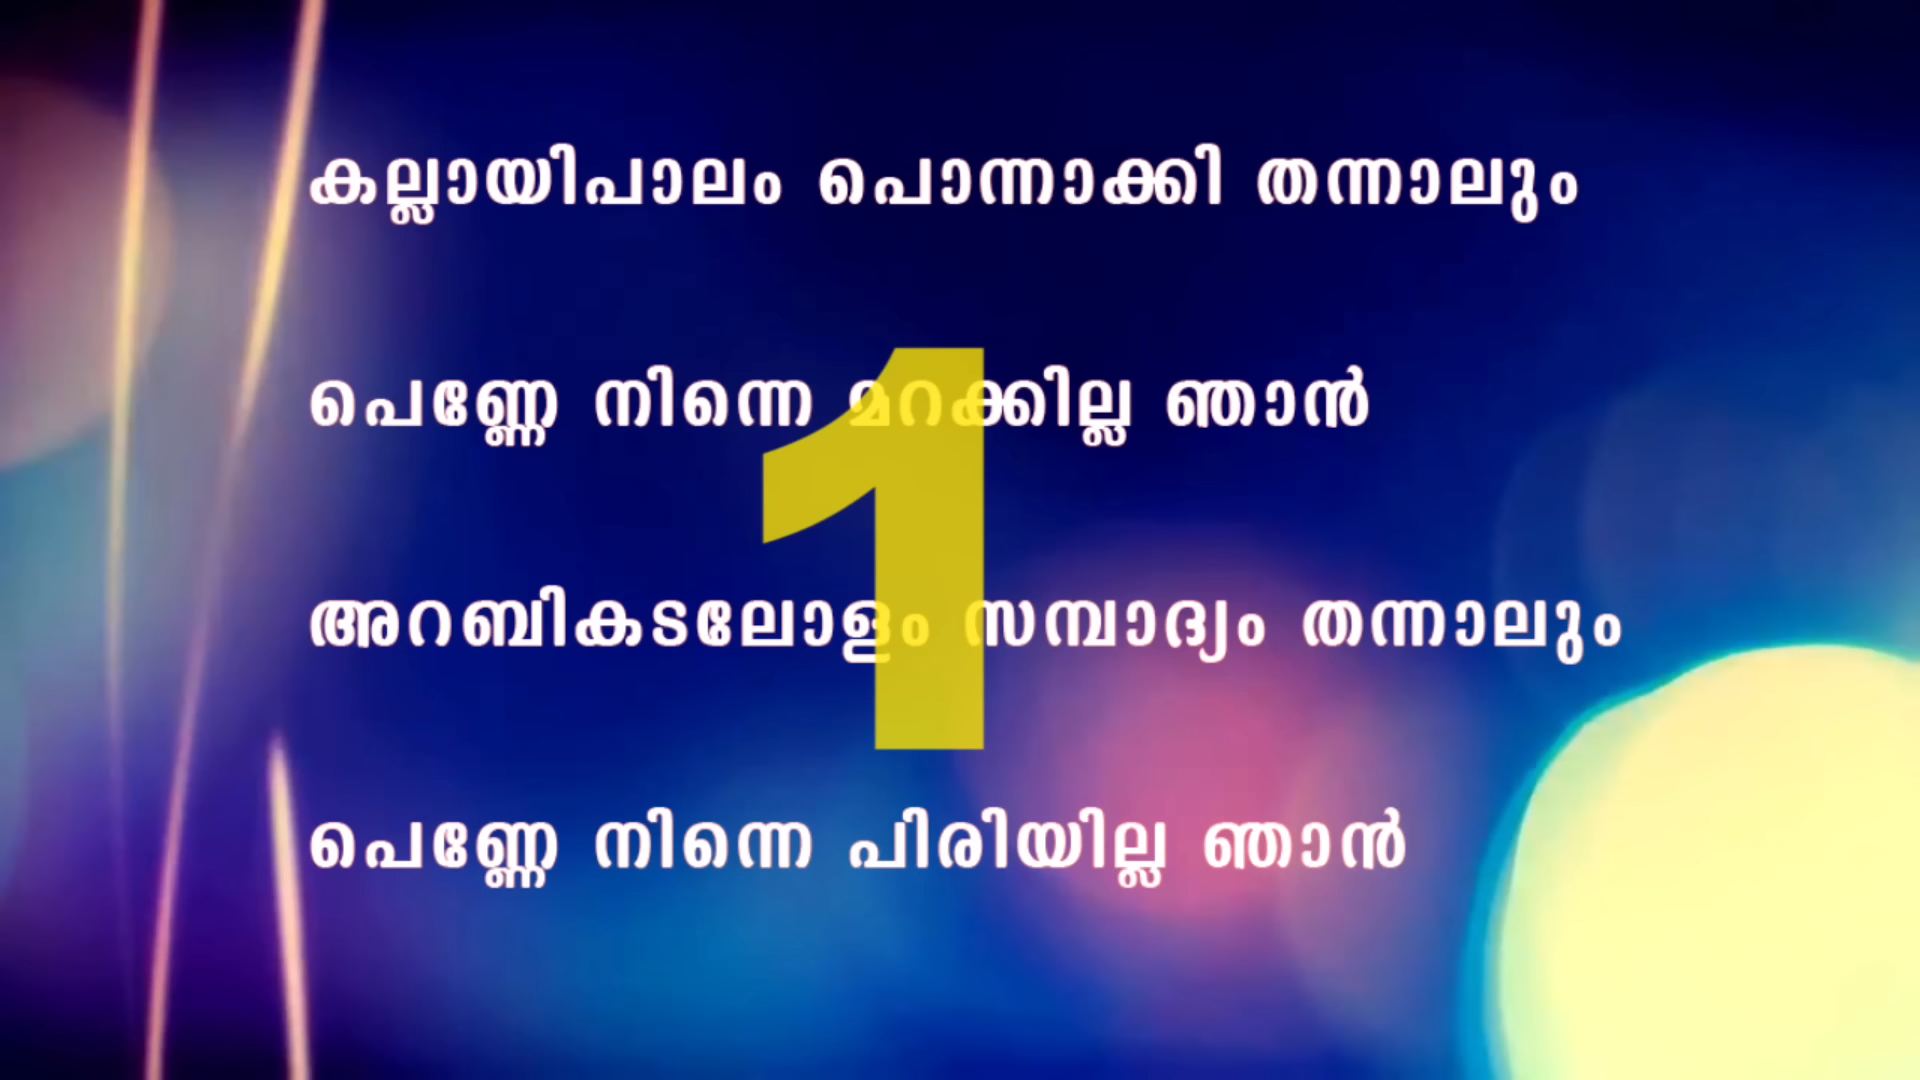 കല്ലായിപാലം പൊന്നാക്കി തന്നാലും
പെണ്ണേ നിന്നെ മറക്കില്ല ഞാൻ
1
അറബികടലോളം സമ്പാദ്യം തന്നാലും
പെണ്ണേ നിന്നെ പിരിയില്ല ഞാൻ